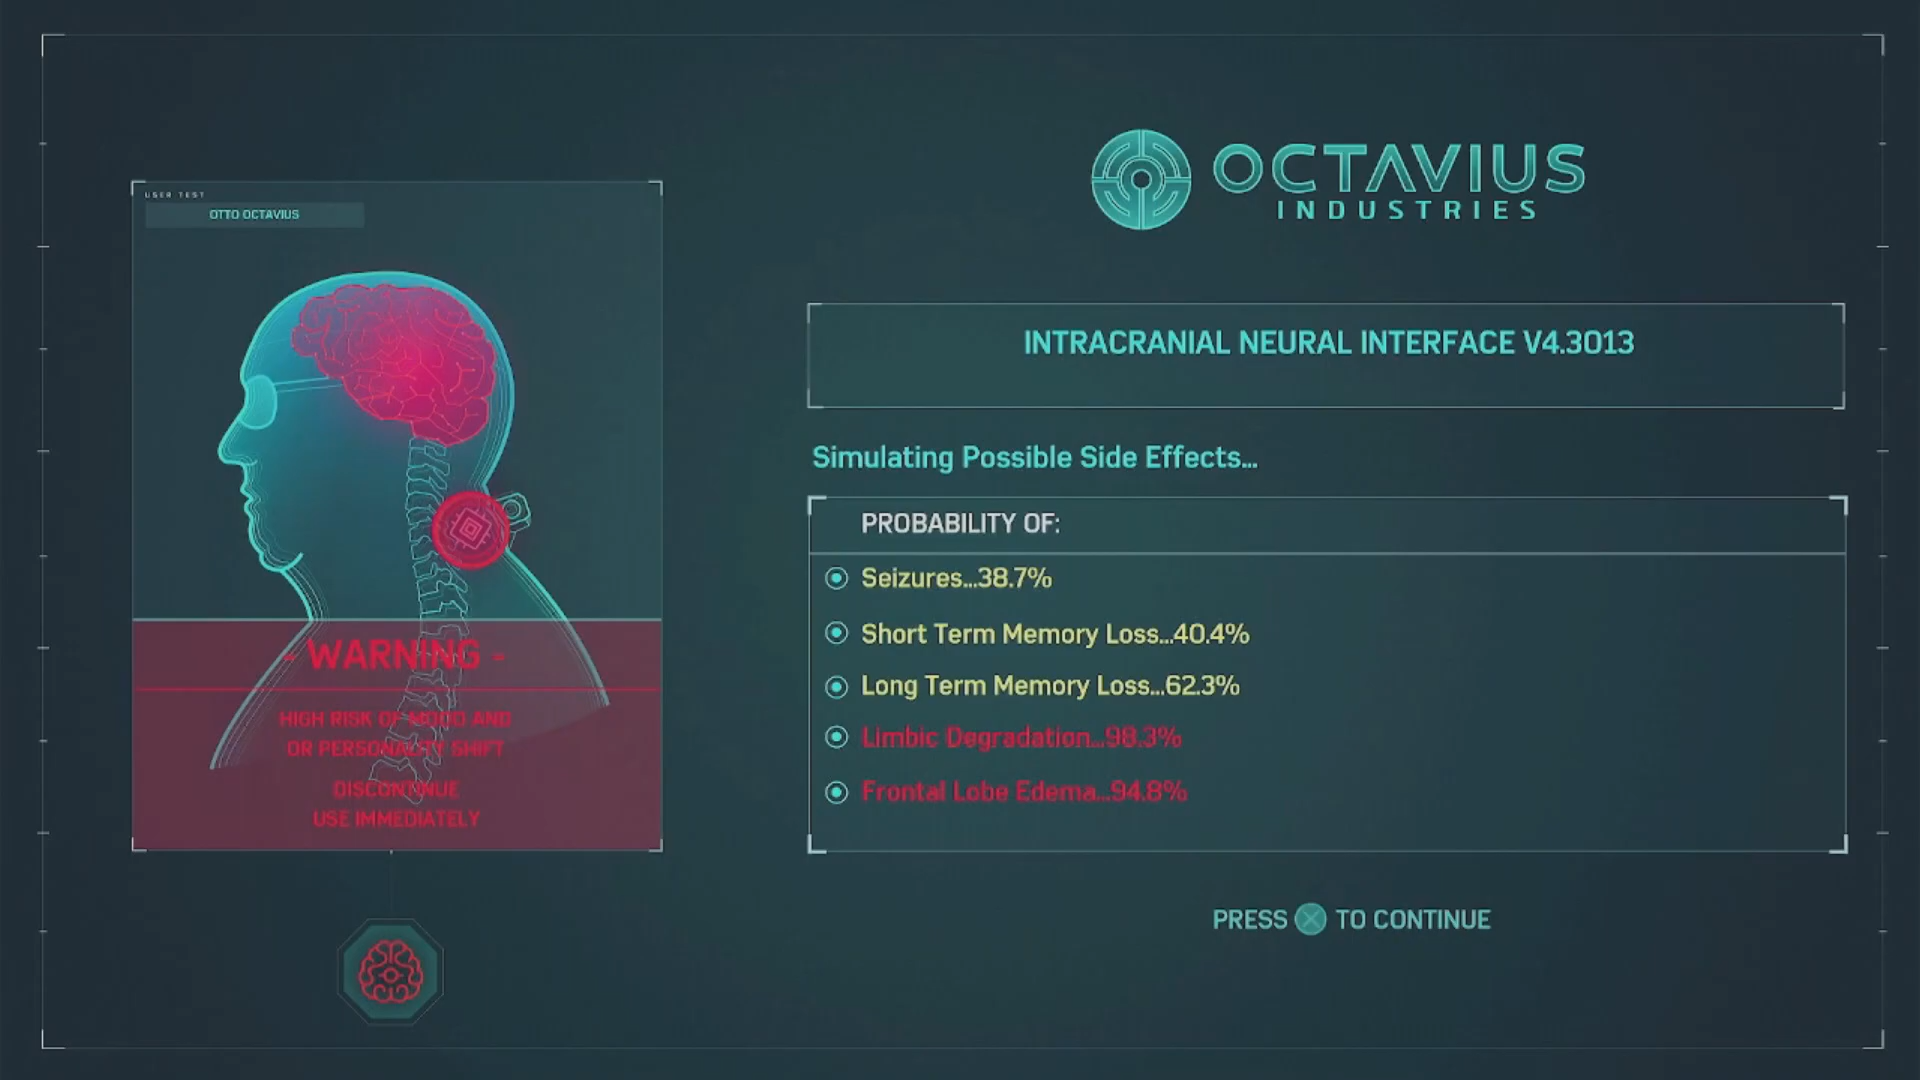 USER TEST
OTTO OCTAVIUS
- WARNING -
HIGH RISK OF MOOD AND
OR PERSONALITY SHIFT
DISCONTINUE
USE IMMEDIATELY
OCTAVIUS
INDUSTRIES
INTRACRANIAL NEURAL INTERFACE V4.3013
Simulating Possible Side Effects...
PROBABILITY OF:
Seizures...38.7%
Short Term Memory Loss...40.4%
Long Term Memory Loss...62.3%
Limbic Degradation...98.3%
Frontal Lobe Edema...94.8%
PRESS X TO CONTINUE